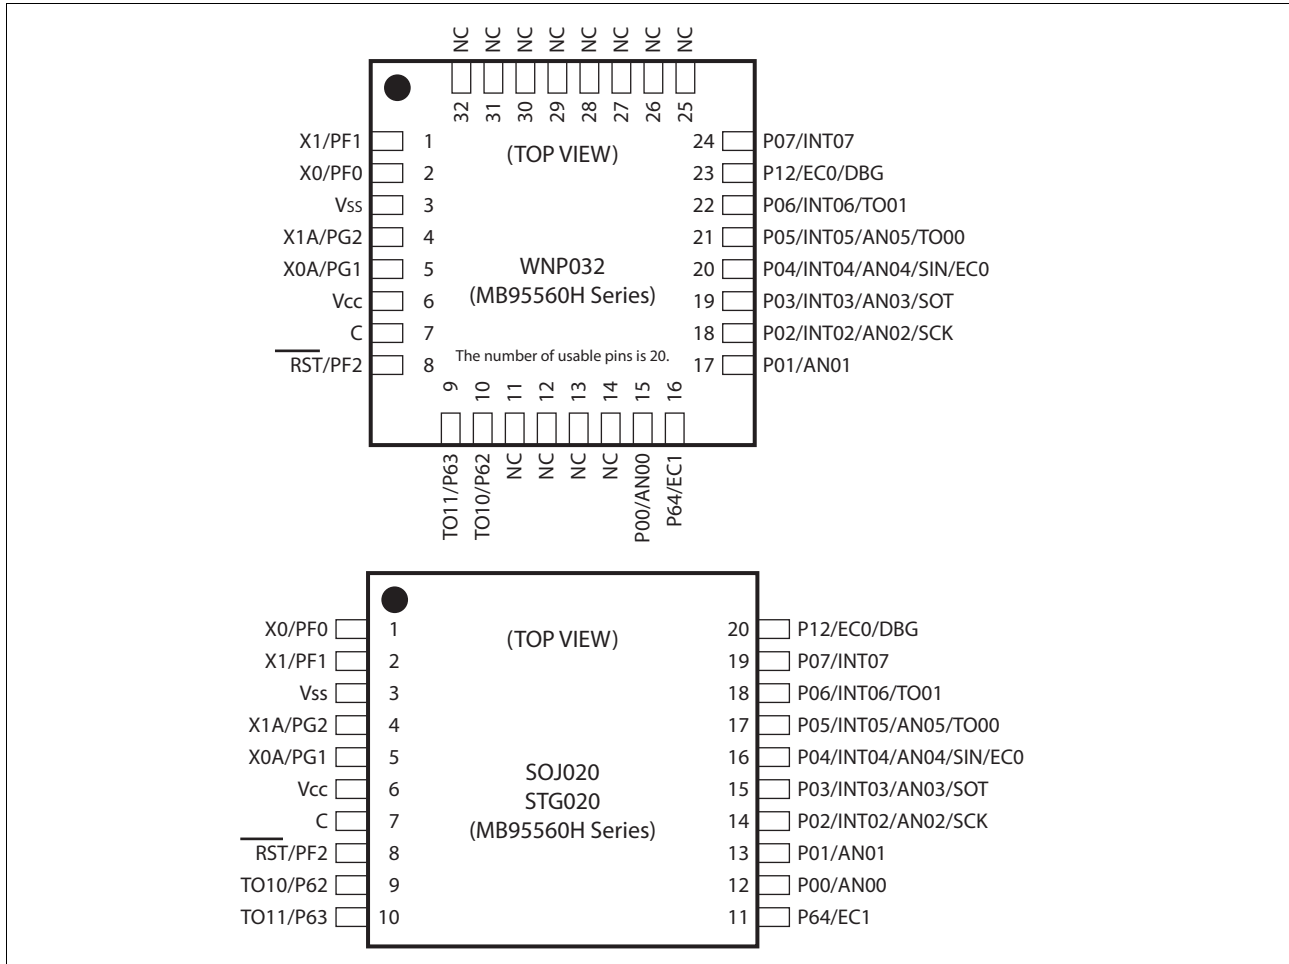 NC NC NC NC NC NC NC NC
32 31 30 29 28 27 26 25
(TOP VIEW)
X1/PF1 1
X0/PF0 2
Vss 3
X1A/PG2 4
X0A/PG1 5
Vcc 6
C 7
RST/PF2 8
24 P07/INT07
23 P12/EC0/DBG
22 P06/INT06/TO01
21 P05/INT05/AN05/TO00
20 P04/INT04/AN04/SIN/EC0
19 P03/INT03/AN03/SOT
18 P02/INT02/AN02/SCK
17 P01/AN01
WNP032
(MB95560H Series)
The number of usable pins is 20.
9 10 11 12 13 14 15 16
TO11/P63 TO10/P62 NC NC NC NC P00/AN00 P64/EC1
(TOP VIEW)
X0/PF0 1
X1/PF1 2
Vss 3
X1A/PG2 4
X0A/PG1 5
Vcc 6
C 7
RST/PF2 8
TO10/P62 9
TO11/P63 10
20 P12/EC0/DBG
19 P07/INT07
18 P06/INT06/TO01
17 P05/INT05/AN05/TO00
16 P04/INT04/AN04/SIN/EC0
15 P03/INT03/AN03/SOT
14 P02/INT02/AN02/SCK
13 P01/AN01
12 P00/AN00
11 P64/EC1
SOJ020
STG020
(MB95560H Series)